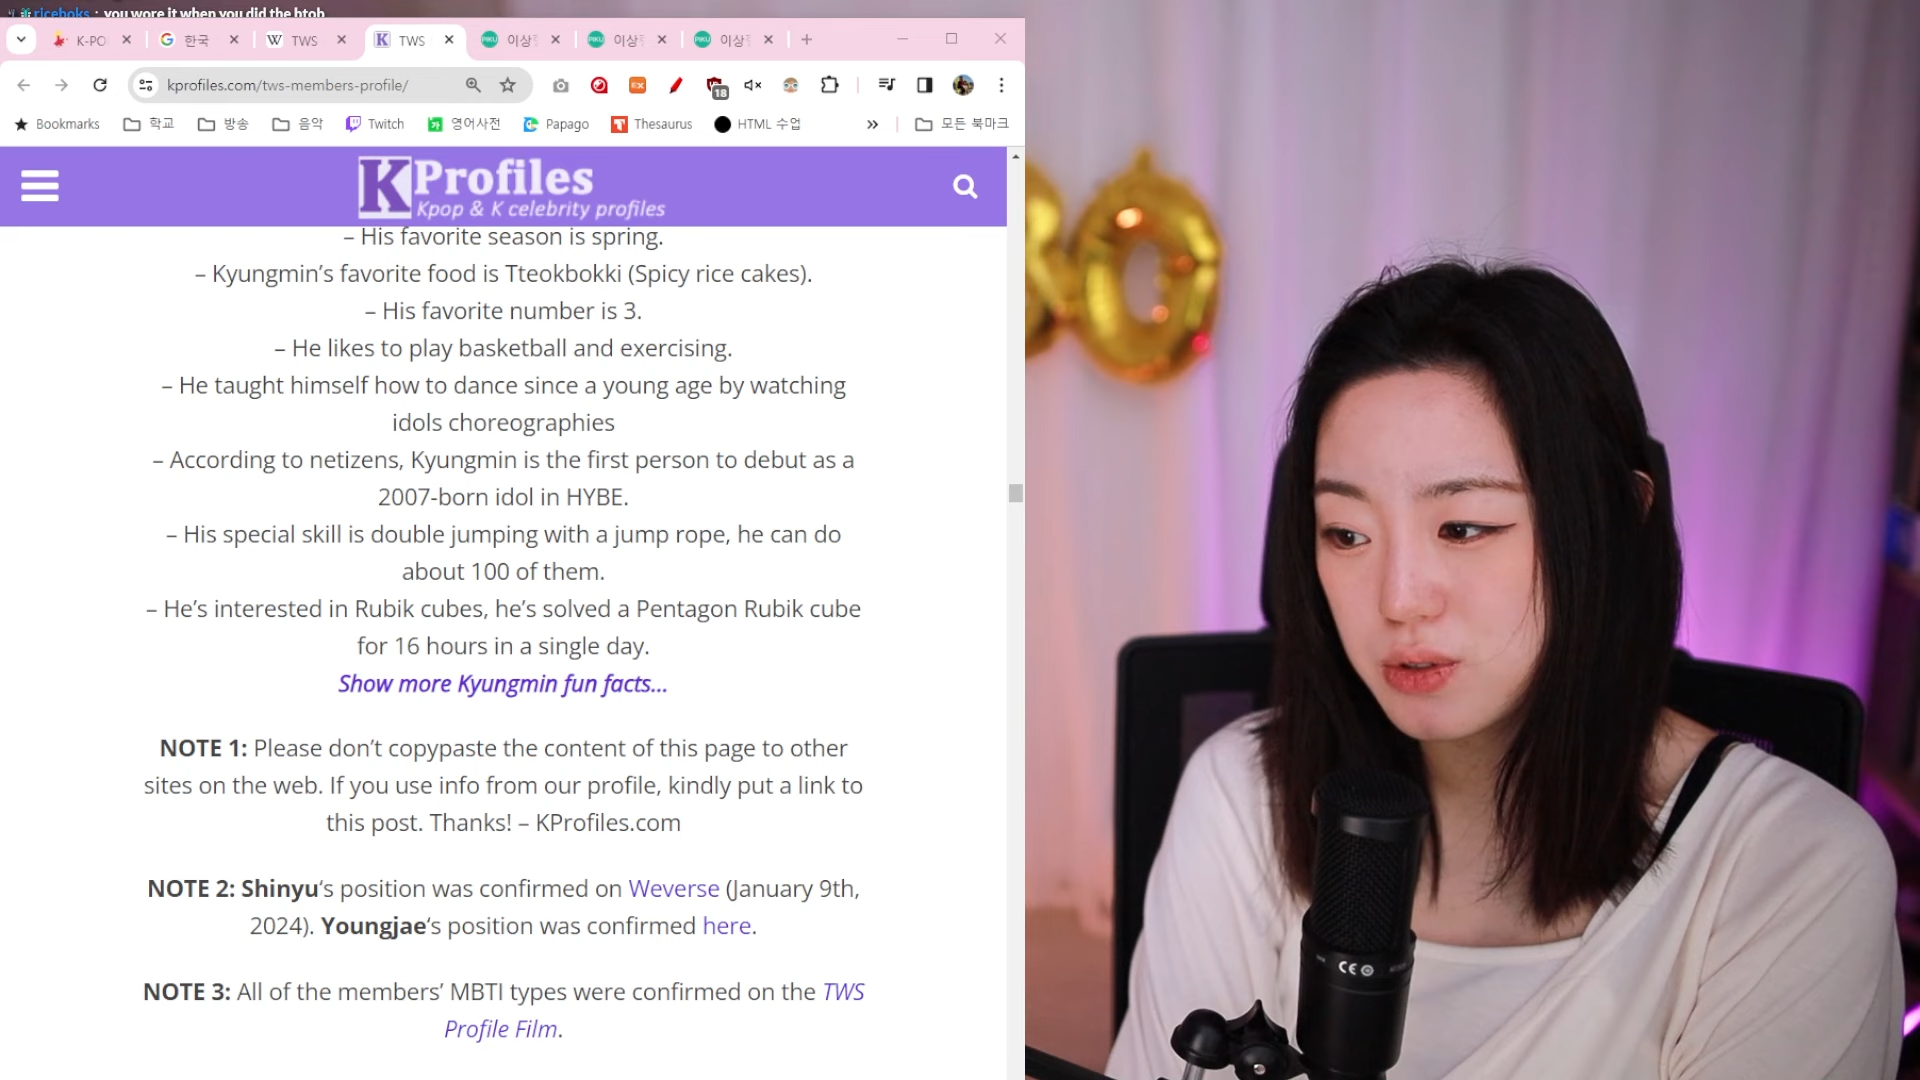 riceboks : you wore it when you did the btob
K-PO
한국
TWS
TWS
이상
이상
이상
kprofiles.com/tws-members-profile/
18
Bookmarks
학교
방송
음악
Twitch
영어사전
Papago
Thesaurus
HTML 수업
»
모든 북마크
KProfiles
Kpop & K celebrity profiles
– His favorite season is spring.
– Kyungmin’s favorite food is Tteokbokki (Spicy rice cakes).
– His favorite number is 3.
– He likes to play basketball and exercising.
– He taught himself how to dance since a young age by watching
idols choreographies
– According to netizens, Kyungmin is the first person to debut as a
2007-born idol in HYBE.
– His special skill is double jumping with a jump rope, he can do
about 100 of them.
– He’s interested in Rubik cubes, he’s solved a Pentagon Rubik cube
for 16 hours in a single day.
Show more Kyungmin fun facts...
NOTE 1: Please don’t copypaste the content of this page to other
sites on the web. If you use info from our profile, kindly put a link to
this post. Thanks! – KProfiles.com
NOTE 2: Shinyu‘s position was confirmed on Weverse (January 9th,
2024). Youngjae‘s position was confirmed here.
NOTE 3: All of the members’ MBTI types were confirmed on the TWS
Profile Film.
CE